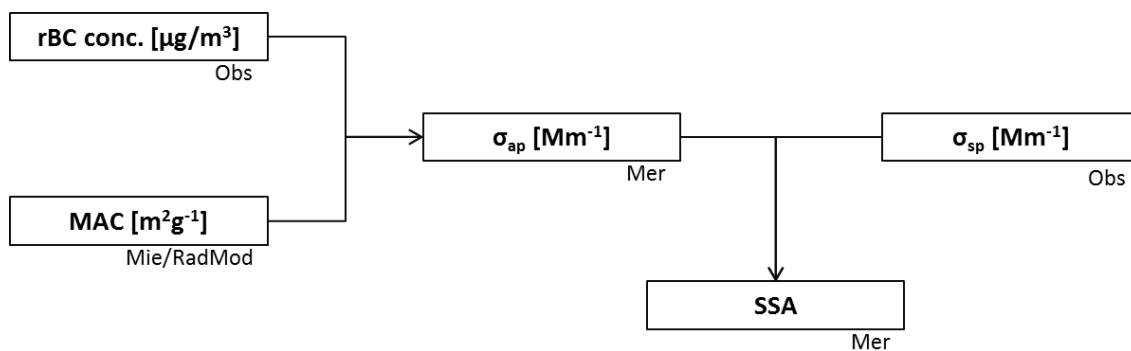 rBC conc. [µg/m³]
Obs
MAC [m²g⁻¹]
Mie/RadMod
σap [Mm⁻¹]
Mer
σsp [Mm⁻¹]
Obs
SSA
Mer